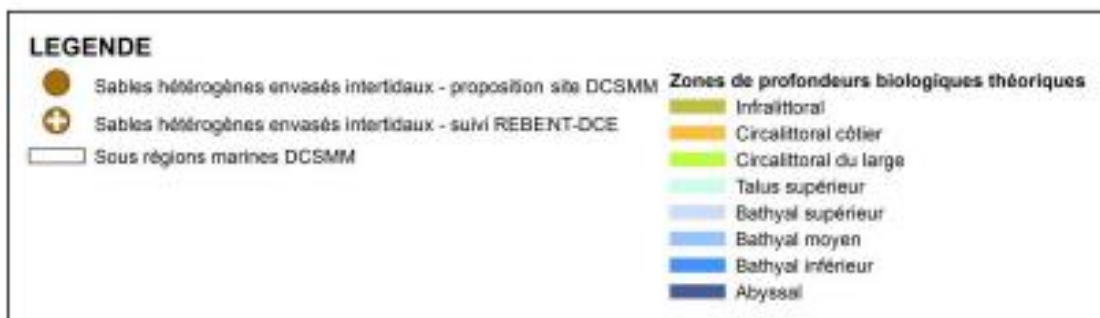 LEGENDE
Sables hétérogènes envasés intertidaux - proposition site DCSMM
Sables hétérogènes envasés intertidaux - suivi REBENT-DCE
Sous régions marines DCSMM
Zones de profondeurs biologiques théoriques
Infralittoral
Circalittoral côtier
Circalittoral du large
Talus supérieur
Bathyal supérieur
Bathyal moyen
Bathyal inférieur
Abyssal